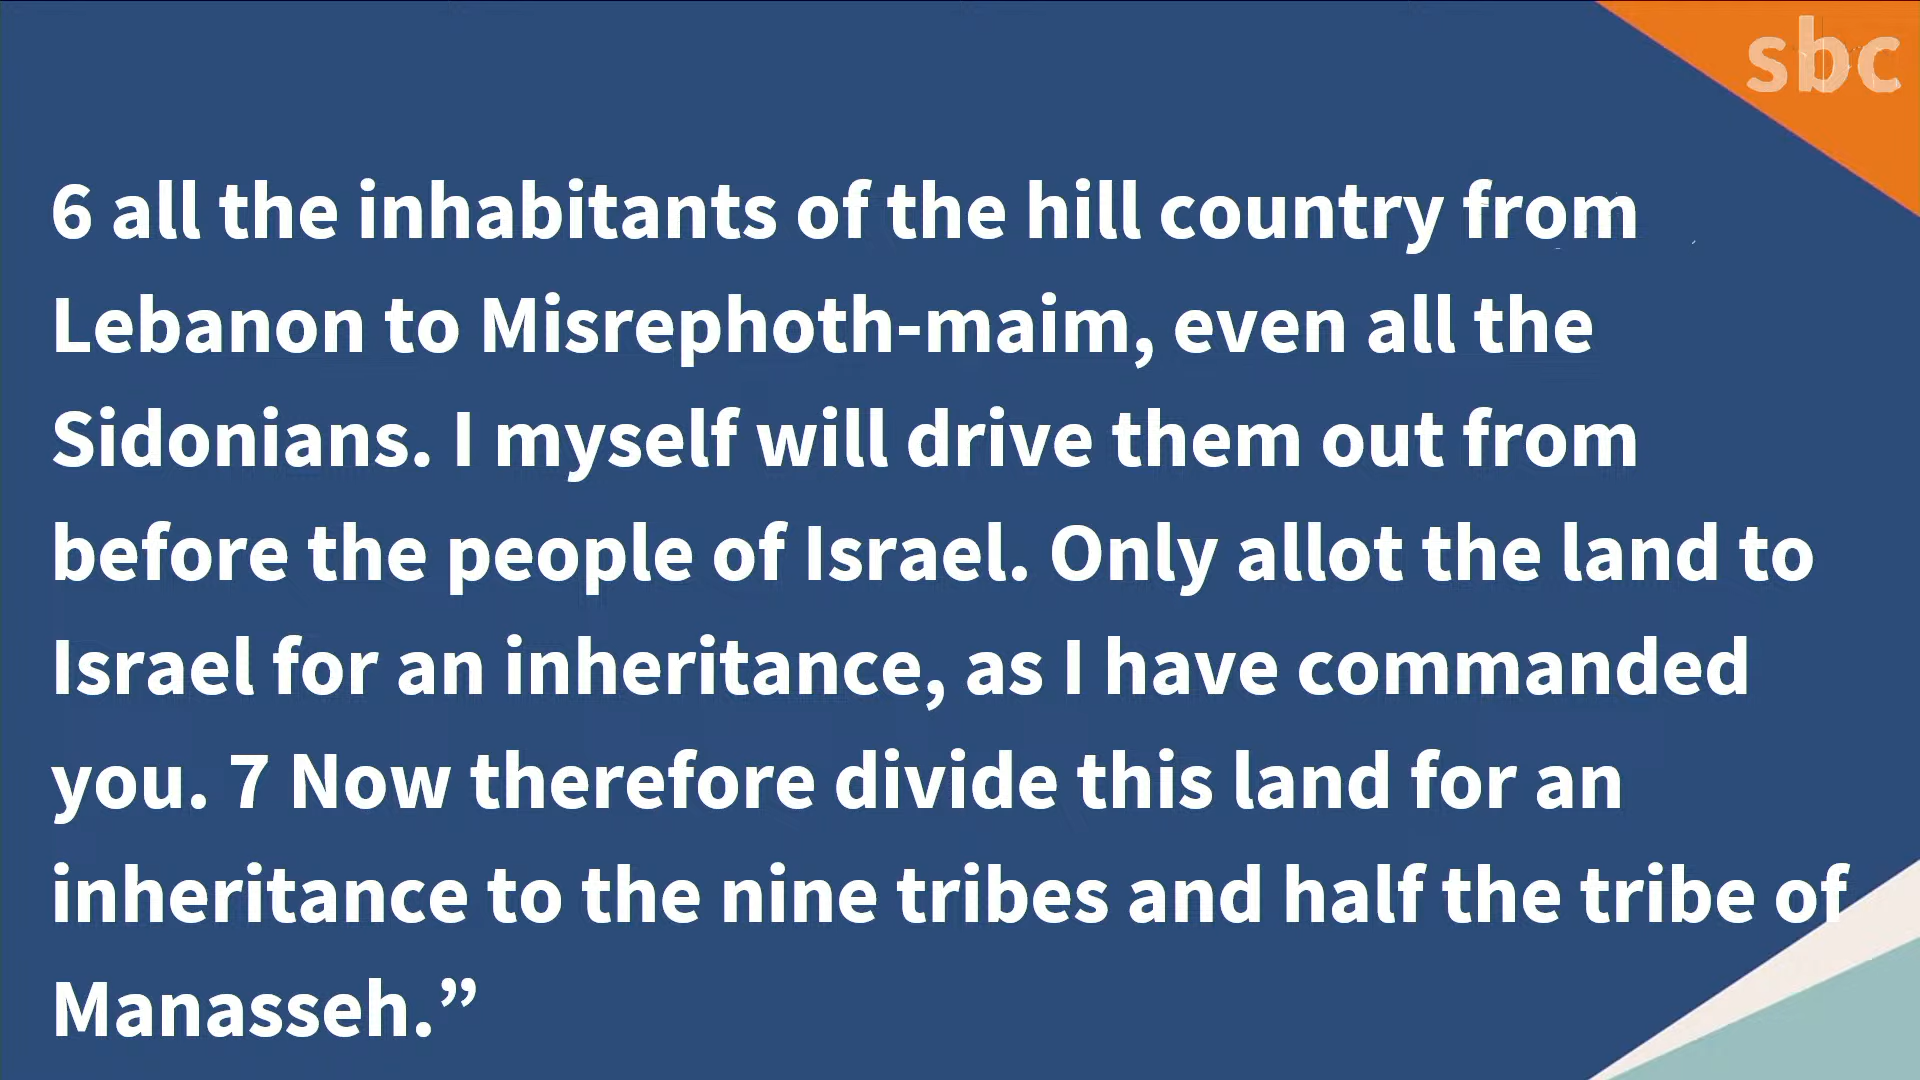 sbc
6 all the inhabitants of the hill country from
Lebanon to Misrephoth-maim, even all the
Sidonians. I myself will drive them out from
before the people of Israel. Only allot the land to
Israel for an inheritance, as I have commanded
you. 7 Now therefore divide this land for an
inheritance to the nine tribes and half the tribe of
Manasseh.”